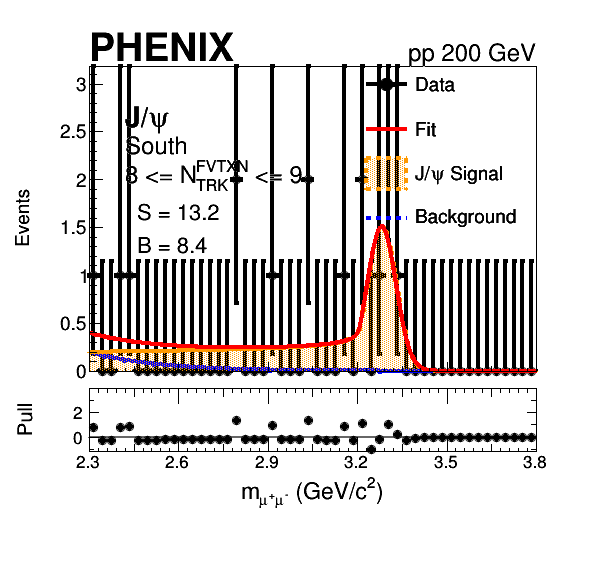 PHENIX pp 200 GeV
Data
Fit
J/ψ Signal
Background
J/ψ
South
8 <= N_TRK^FVTXN <= 9
S = 13.2
B = 8.4
Events
3
2.5
2
1.5
1
0.5
0
Pull
2
0
2.3 2.6 2.9 3.2 3.5 3.8
m_μ⁺μ⁻ (GeV/c²)